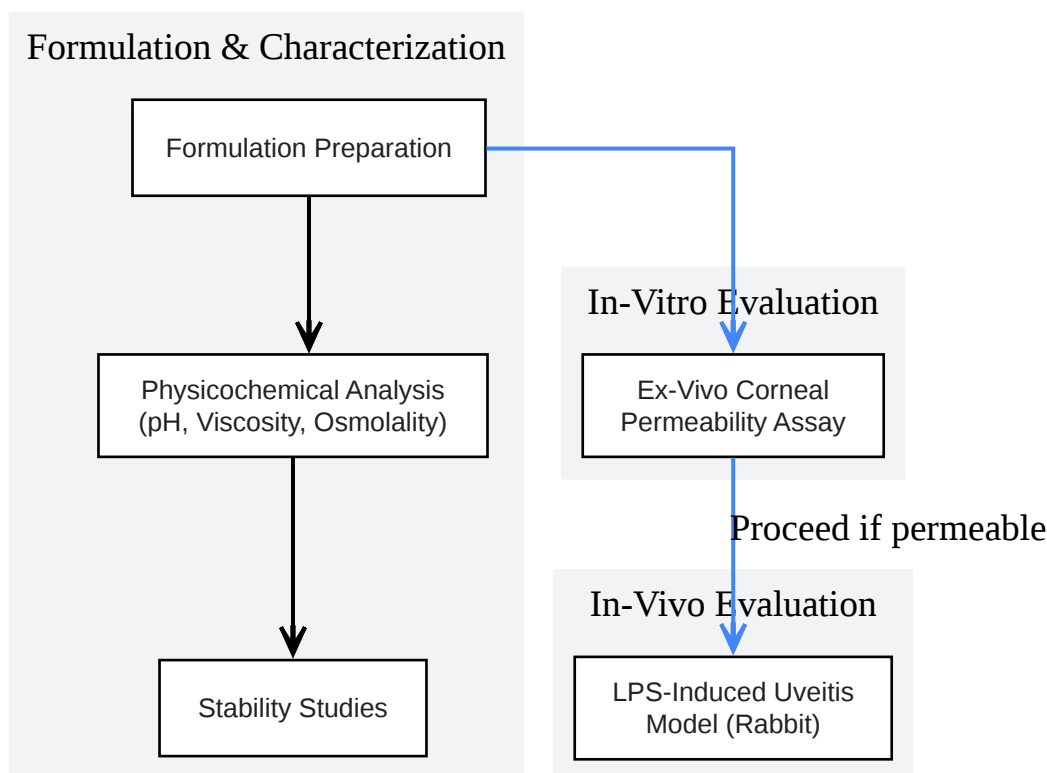 Formulation & Characterization
Formulation Preparation
Physicochemical Analysis
(pH, Viscosity, Osmolality)
Stability Studies
In-Vitro Evaluation
Ex-Vivo Corneal
Permeability Assay
Proceed if permeable
In-Vivo Evaluation
LPS-Induced Uveitis
Model (Rabbit)